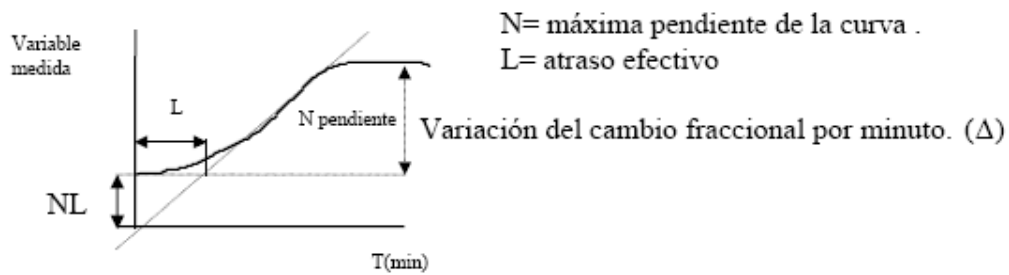 N= máxima pendiente de la curva .
L= atraso efectivo
Variable
medida
L
N pendiente
Variación del cambio fraccional por minuto. (Δ)
NL
T(min)